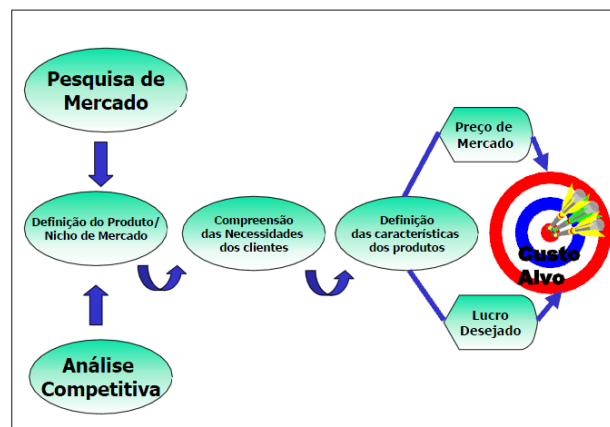 Pesquisa de
Mercado
Preço de
Mercado
Definição do Produto/
Nicho de Mercado
Compreensão
das Necessidades
dos clientes
Definição
das características
dos produtos
Custo
Alvo
Lucro
Desejado
Análise
Competitiva